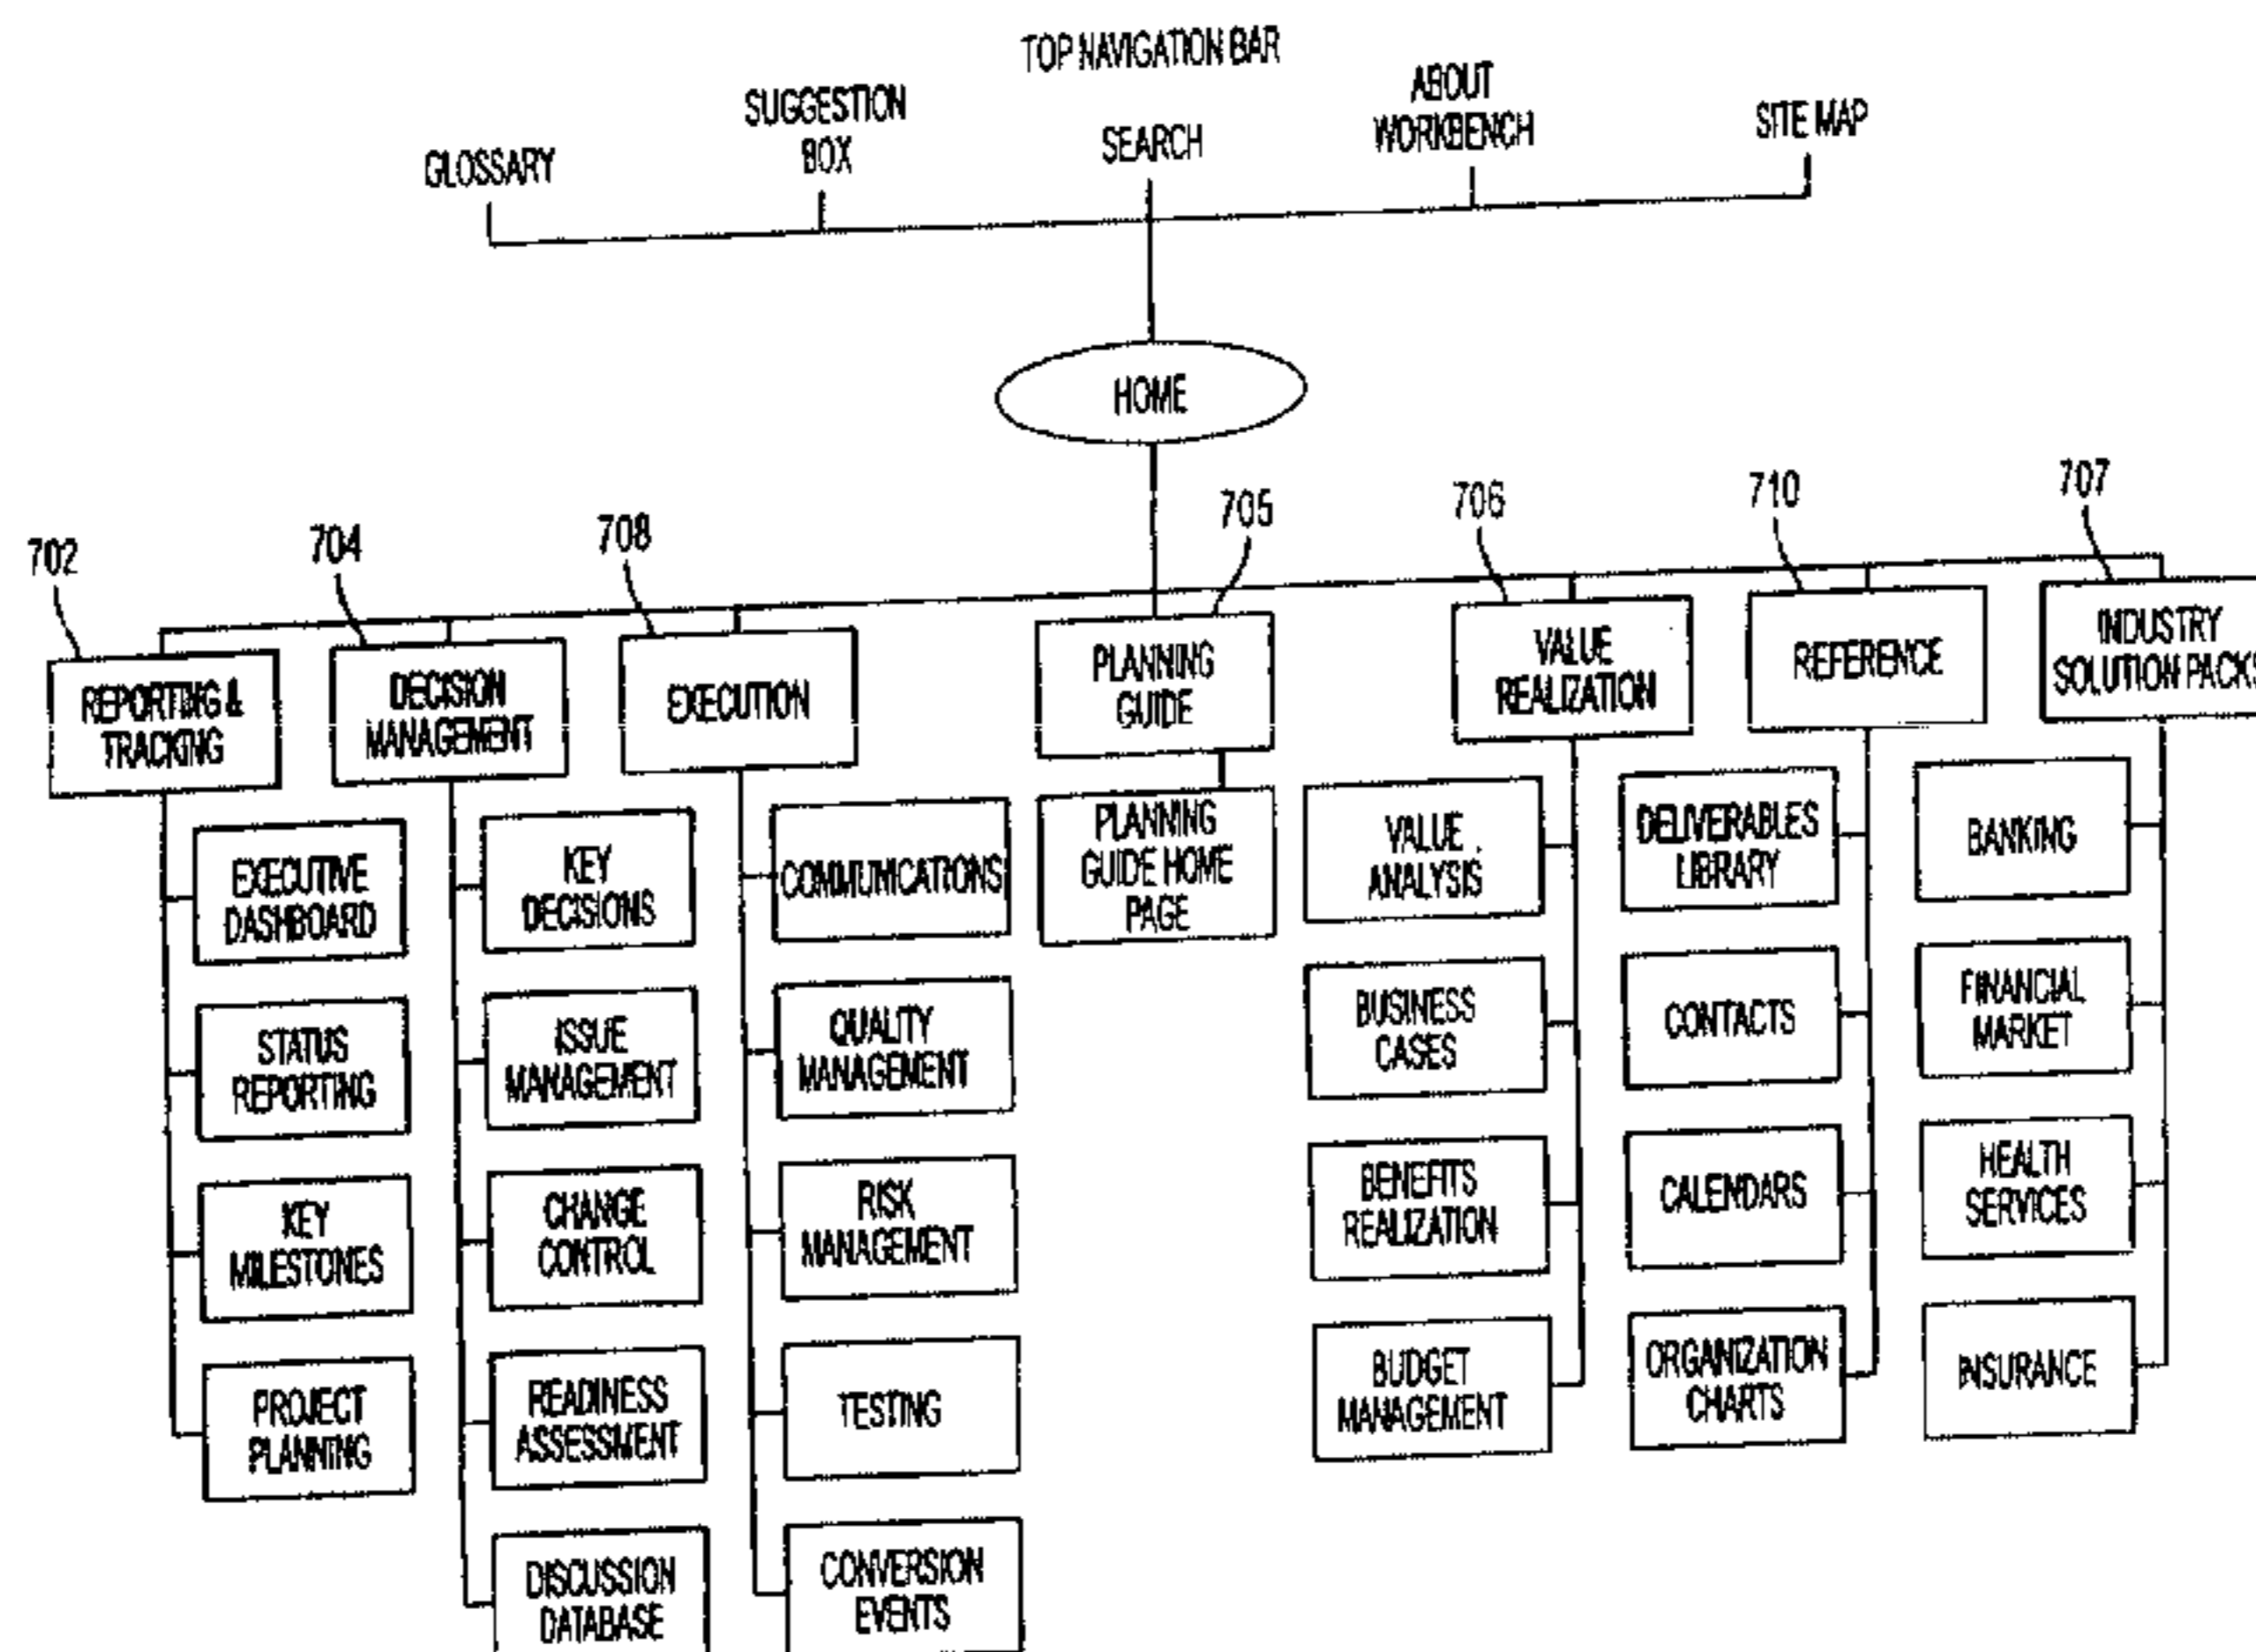 TOP NAVIGATION BAR
GLOSSARY
SUGGESTION
BOX
SEARCH
ABOUT
WORKBENCH
SITE MAP
HOME
702
704
708
705
706
710
707
REPORTING &
TRACKING
DECISION
MANAGEMENT
EXECUTION
PLANNING
GUIDE
VALUE
REALIZATION
REFERENCE
INDUSTRY
SOLUTION PACKS
EXECUTIVE
DASHBOARD
STATUS
REPORTING
KEY
MILESTONES
PROJECT
PLANNING
KEY
DECISIONS
ISSUE
MANAGEMENT
CHANGE
CONTROL
READINESS
ASSESSMENT
DISCUSSION
DATABASE
COMMUNICATIONS
QUALITY
MANAGEMENT
RISK
MANAGEMENT
TESTING
CONVERSION
EVENTS
PLANNING
GUIDE HOME
PAGE
VALUE
ANALYSIS
BUSINESS
CASES
BENEFITS
REALIZATION
BUDGET
MANAGEMENT
DELIVERABLES
LIBRARY
CONTACTS
CALENDARS
ORGANIZATION
CHARTS
BANKING
FINANCIAL
MARKET
HEALTH
SERVICES
INSURANCE